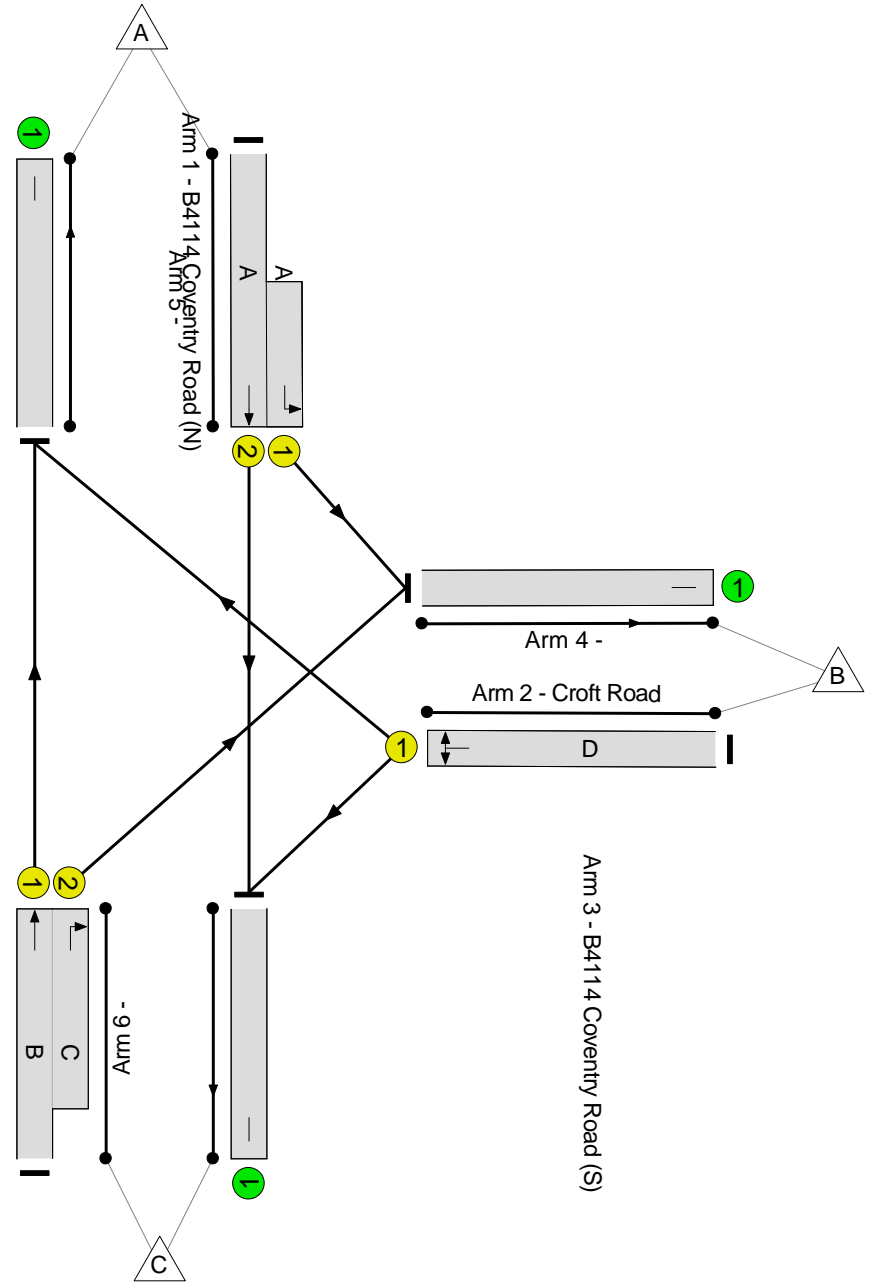 A
1
Arm 1 - B4114 Coventry Road (N)
Arm 5 -
A
A
2
1
1
Arm 4 -
B
Arm 2 - Croft Road
1
D
1
2
Arm 3 - B4114 Coventry Road (S)
Arm 6 -
B
C
1
C